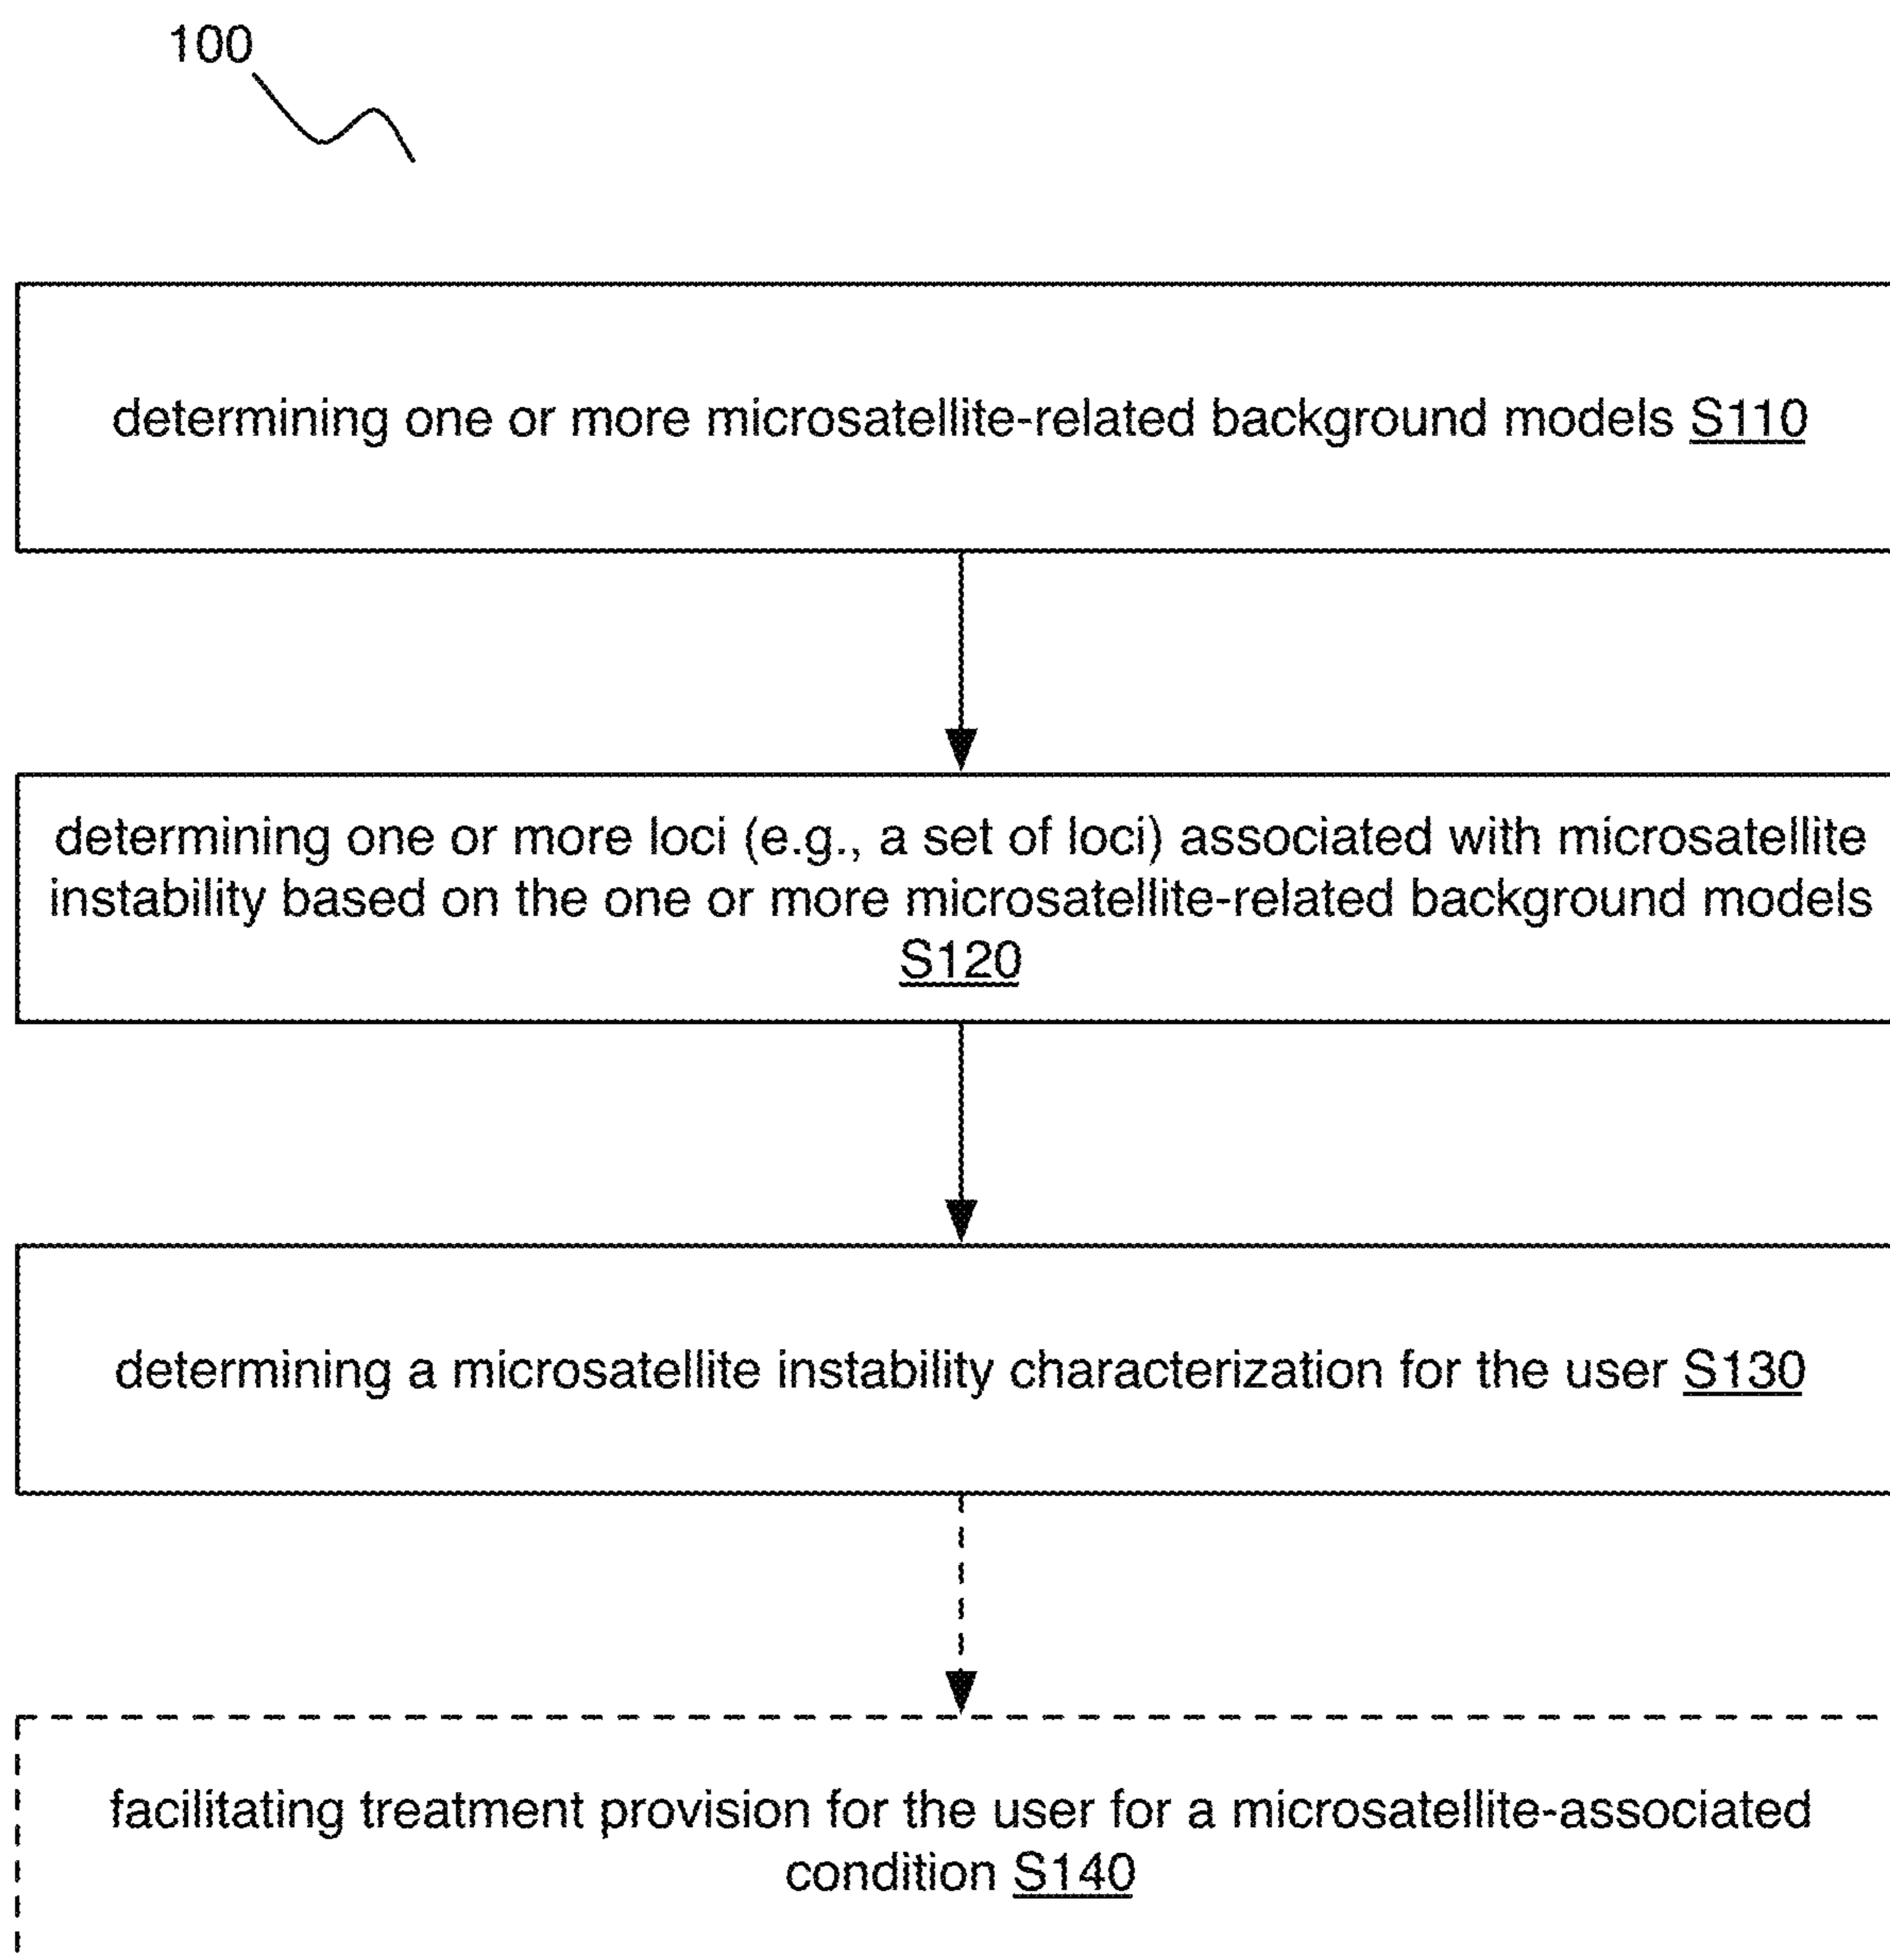 100
determining one or more microsatellite-related background models S110
determining one or more loci (e.g., a set of loci) associated with microsatellite
instability based on the one or more microsatellite-related background models
S120
determining a microsatellite instability characterization for the user S130
facilitating treatment provision for the user for a microsatellite-associated
condition S140